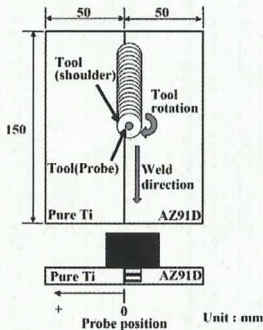 50 50
Tool
(shoulder)
Tool
rotation
150
Tool(Probe)
Weld
direction
Pure Ti AZ91D
Pure Ti AZ91D
+ 0
Probe position
Unit : mm